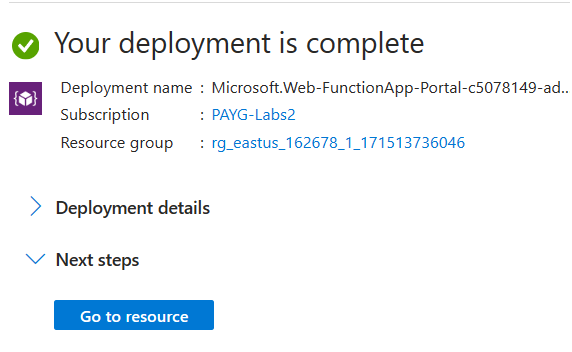 Your deployment is complete
Deployment name : Microsoft.Web-FunctionApp-Portal-c5078149-ad..
Subscription : PAYG-Labs2
Resource group : rg_eastus_162678_1_171513736046
Deployment details
Next steps
Go to resource